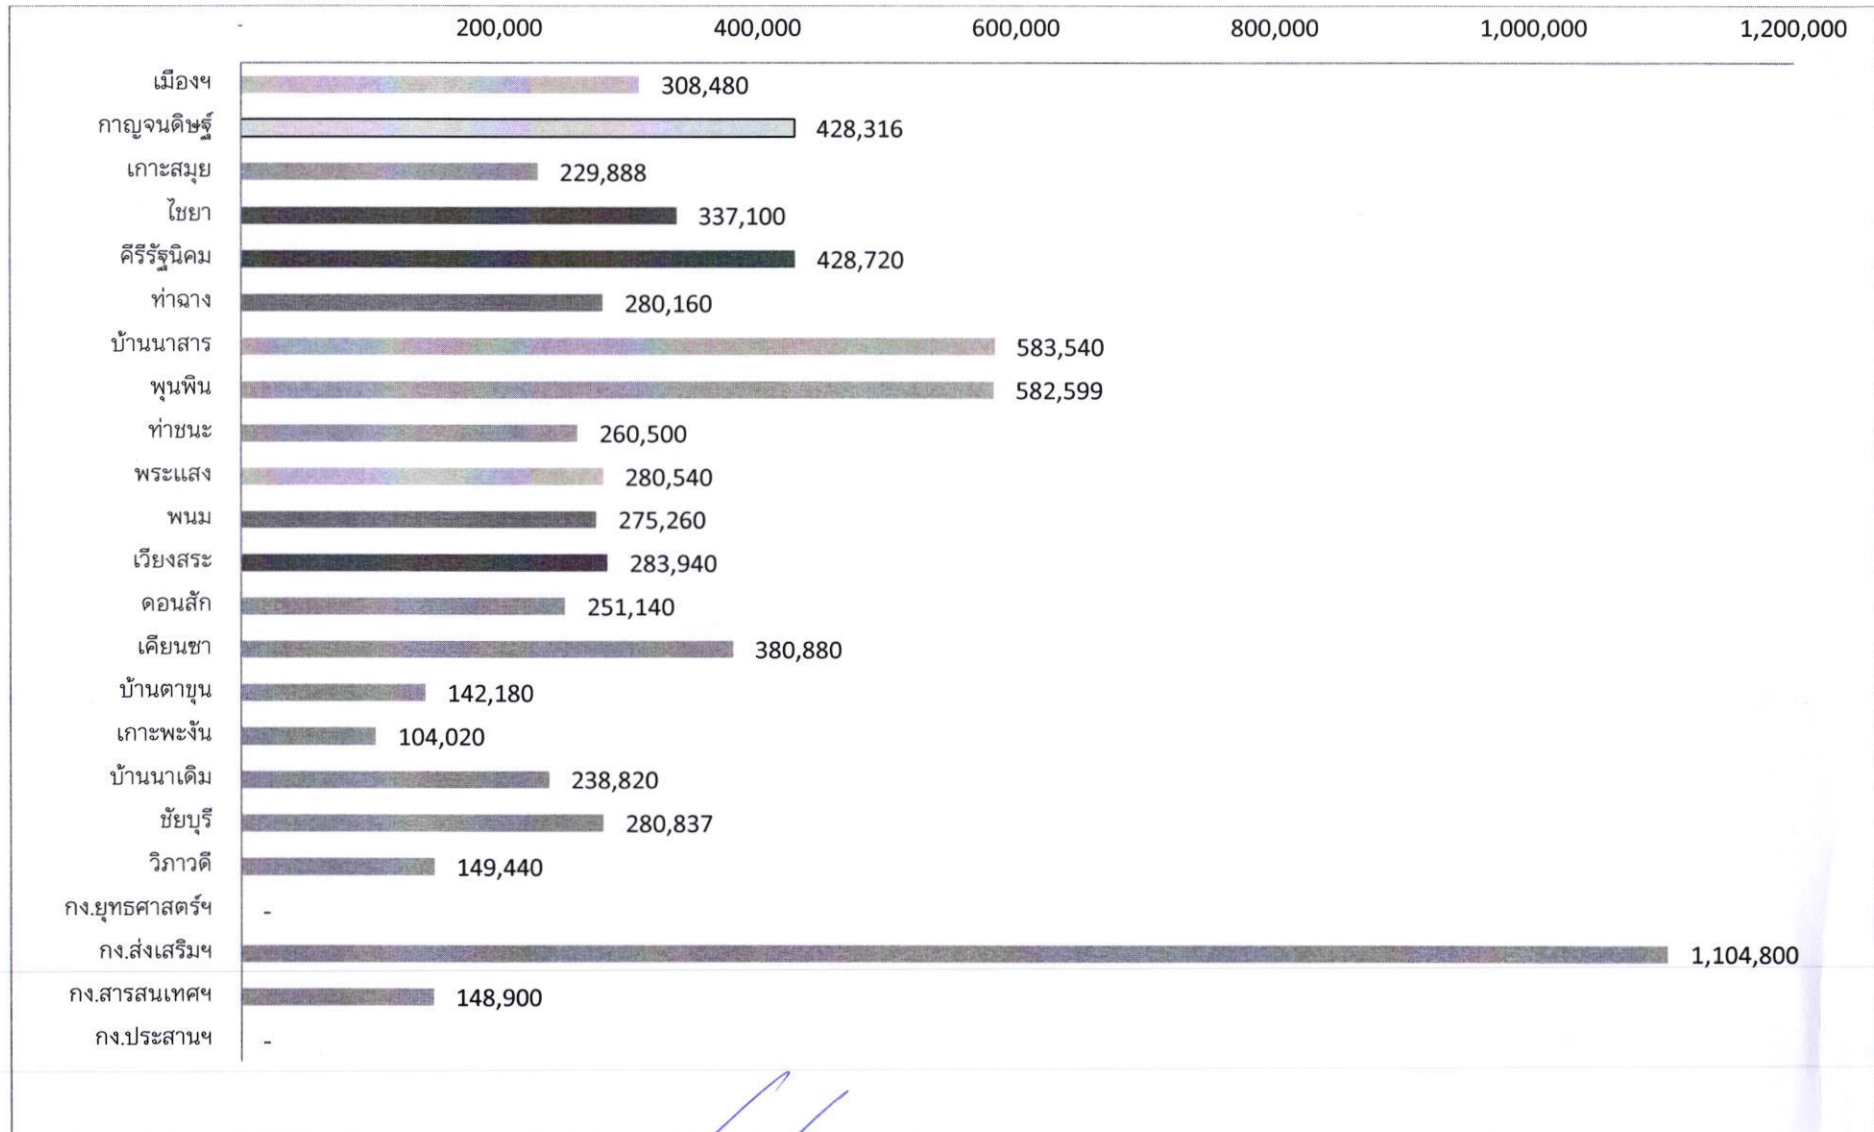 - 200,000 400,000 600,000 800,000 1,000,000 1,200,000
เมืองฯ 308,480
กาญจนดิษฐ์ 428,316
เกาะสมุย 229,888
ไชยา 337,100
คีรีรัฐนิคม 428,720
ท่าฉาง 280,160
บ้านนาสาร 583,540
พุนพิน 582,599
ท่าชนะ 260,500
พระแสง 280,540
พนม 275,260
เวียงสระ 283,940
ดอนสัก 251,140
เคียนซา 380,880
บ้านตาขุน 142,180
เกาะพะงัน 104,020
บ้านนาเดิม 238,820
ชัยบุรี 280,837
วิภาวดี 149,440
กง.ยุทธศาสตร์ฯ -
กง.ส่งเสริมฯ 1,104,800
กง.สารสนเทศฯ 148,900
กง.ประสานฯ -